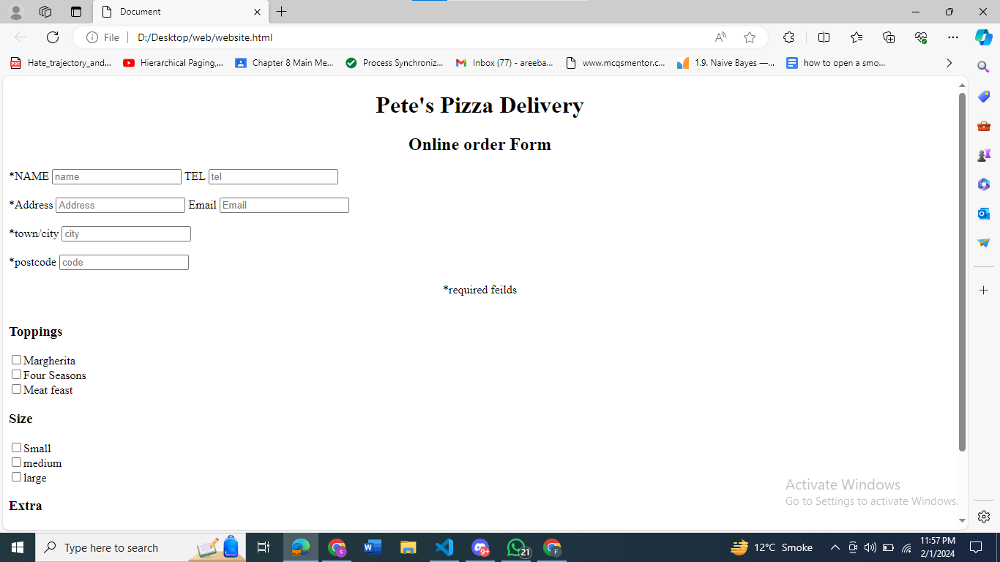 Document
File
D:/Desktop/web/website.html
Hate_trajectory_and...
Hierarchical Paging,...
Chapter 8 Main Me...
Process Synchroniz...
Inbox (77) - areeba...
www.mcqsmentor.c...
1.9. Naive Bayes —...
how to open a smo...
Pete's Pizza Delivery
Online order Form
*NAME name TEL tel
*Address Address Email Email
*town/city city
*postcode code
*required feilds
Toppings
Margherita
Four Seasons
Meat feast
Size
Small
medium
large
Extra
Activate Windows
Go to Settings to activate Windows.
Type here to search
9+
21
12°C Smoke
11:57 PM
2/1/2024